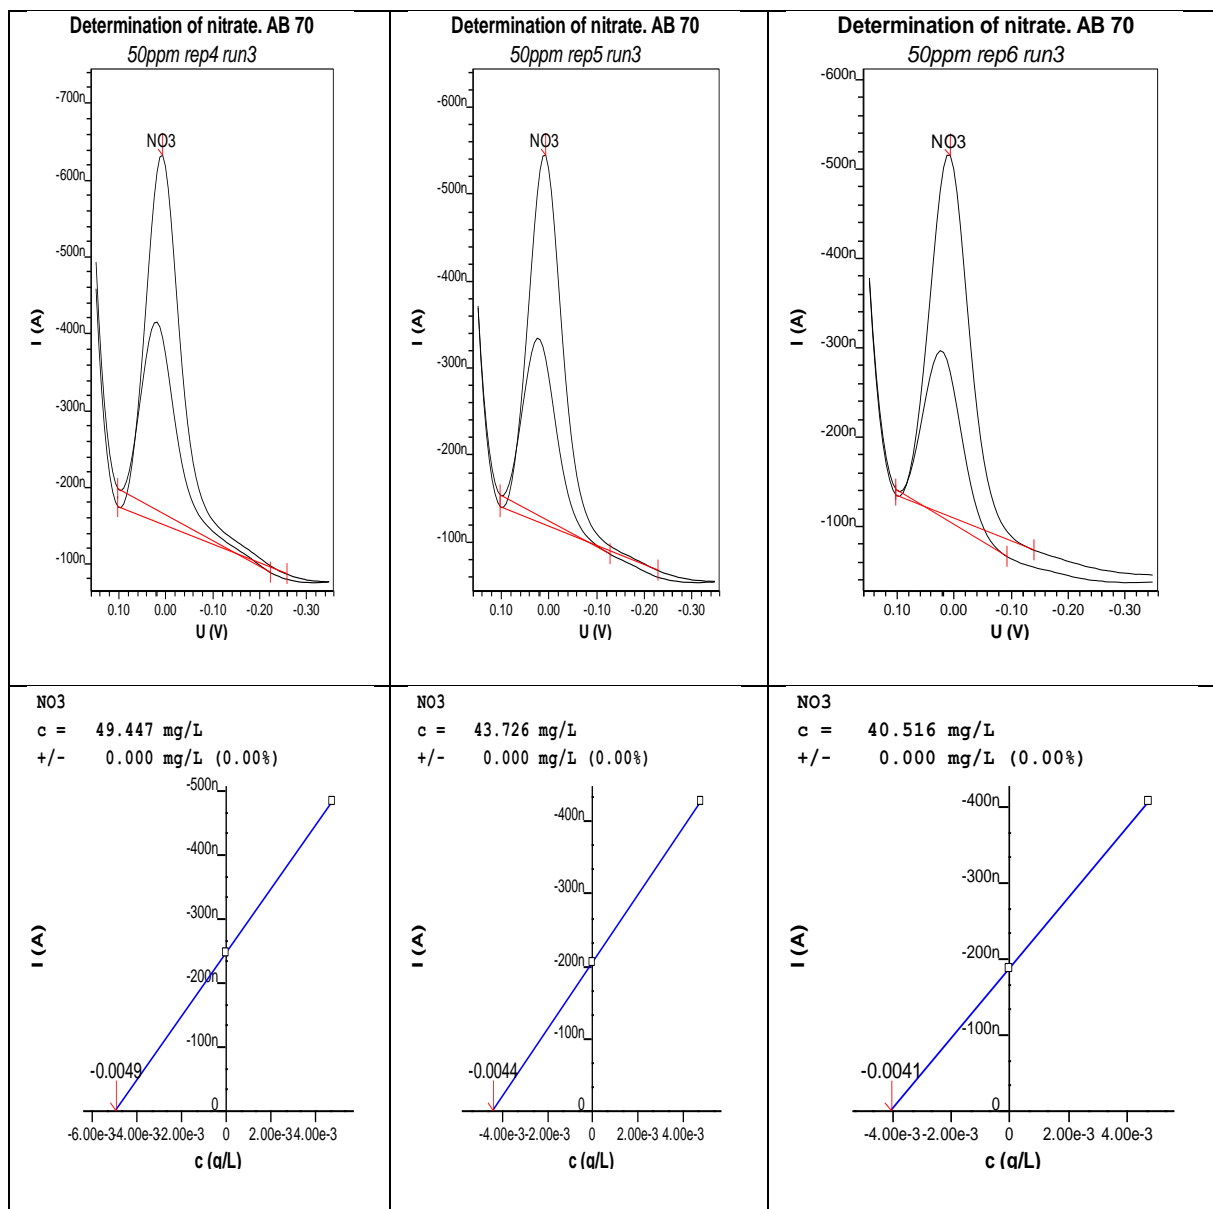 Determination of nitrate. AB 70
50ppm rep4 run3
-700n
-600n
-500n
-400n
-300n
-200n
-100n
NO3
I (A)
0.10 0.00 -0.10 -0.20 -0.30
U (V)
Determination of nitrate. AB 70
50ppm rep5 run3
-600n
-500n
-400n
-300n
-200n
-100n
NO3
I (A)
0.10 0.00 -0.10 -0.20 -0.30
U (V)
Determination of nitrate. AB 70
50ppm rep6 run3
-600n
-500n
-400n
-300n
-200n
-100n
NO3
I (A)
0.10 0.00 -0.10 -0.20 -0.30
U (V)
NO3
c = 49.447 mg/L
+/- 0.000 mg/L (0.00%)
-500n
-400n
-300n
-200n
-100n
0
I (A)
-0.0049
-6.00e-3-4.00e-3-2.00e-3 0 2.00e-34.00e-3
c (g/L)
NO3
c = 43.726 mg/L
+/- 0.000 mg/L (0.00%)
-400n
-300n
-200n
-100n
0
I (A)
-0.0044
-4.00e-3-2.00e-3 0 2.00e-3 4.00e-3
c (g/L)
NO3
c = 40.516 mg/L
+/- 0.000 mg/L (0.00%)
-400n
-300n
-200n
-100n
0
I (A)
-0.0041
-4.00e-3-2.00e-3 0 2.00e-3 4.00e-3
c (g/L)